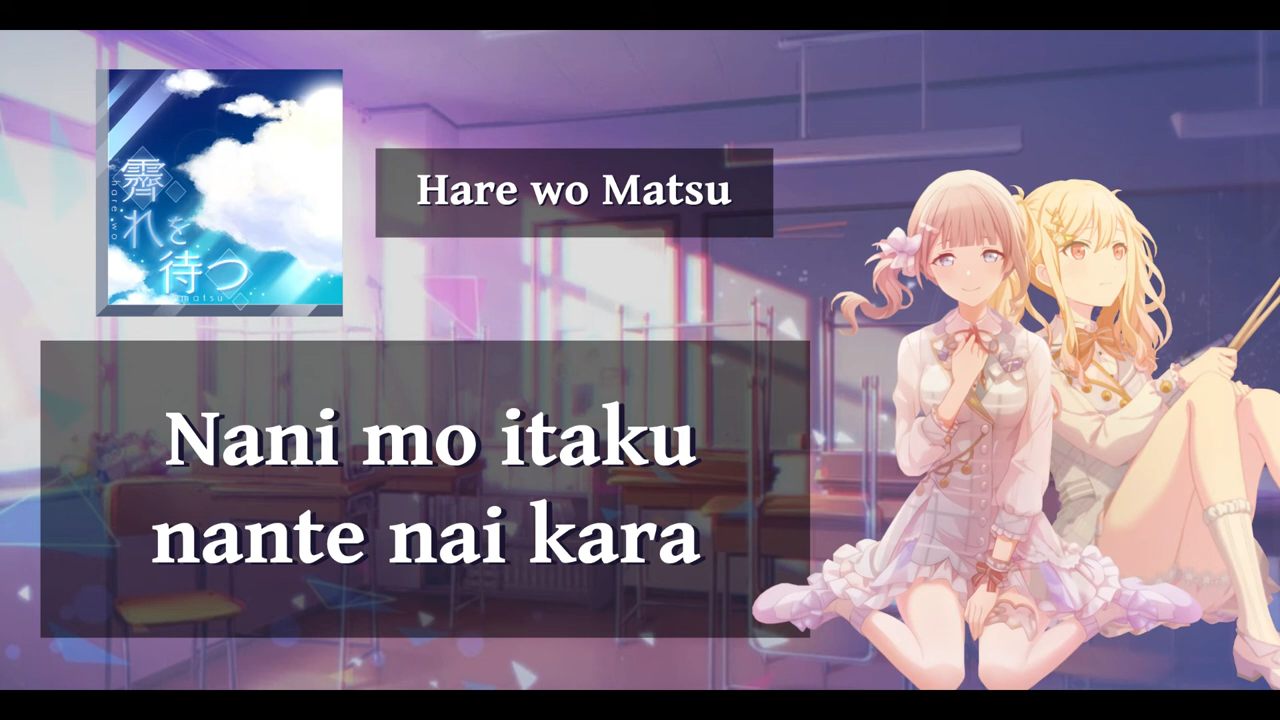 霽
れを
待つ
hare wo
matsu
Hare wo Matsu
Nani mo itaku
nante nai kara